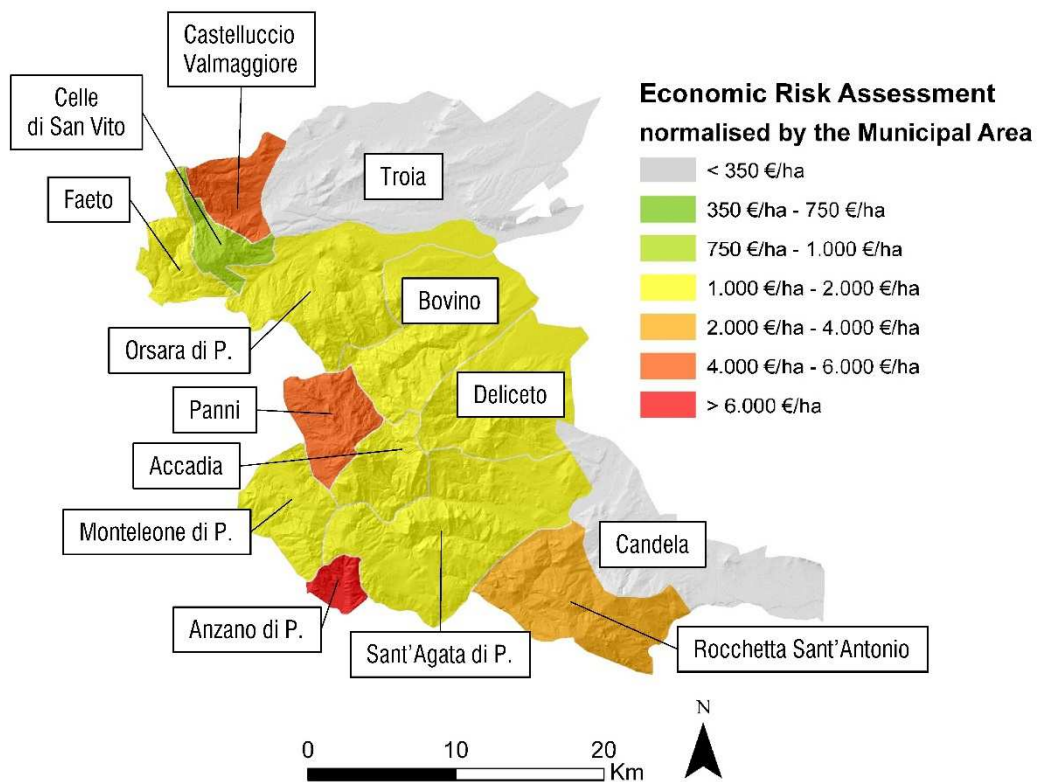 Castelluccio
Valmaggiore
Celle
di San Vito
Faeto
Troia
Bovino
Orsara di P.
Deliceto
Panni
Accadia
Monteleone di P.
Candela
Anzano di P.
Sant'Agata di P.
Rocchetta Sant'Antonio
Economic Risk Assessment
normalised by the Municipal Area
< 350 €/ha
350 €/ha - 750 €/ha
750 €/ha - 1.000 €/ha
1.000 €/ha - 2.000 €/ha
2.000 €/ha - 4.000 €/ha
4.000 €/ha - 6.000 €/ha
> 6.000 €/ha
N
0 10 20
Km